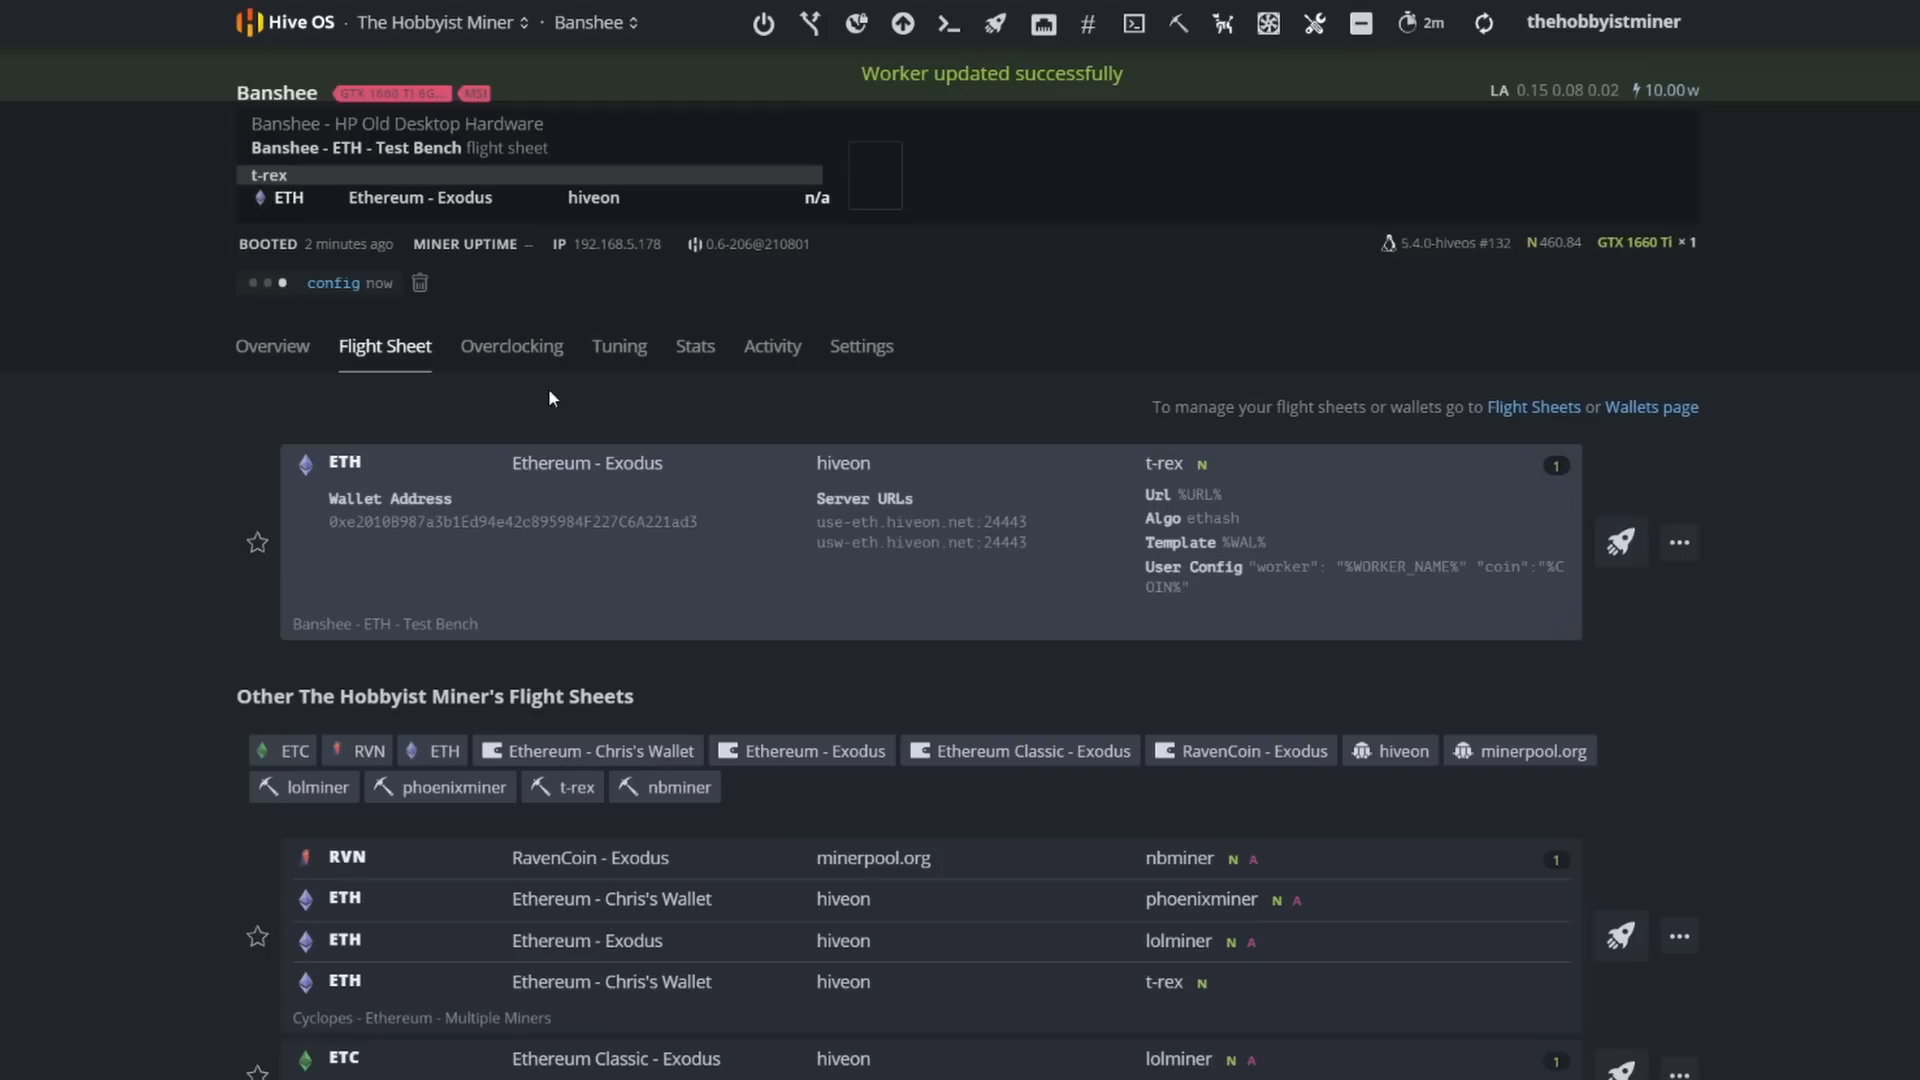 Hive OS · The Hobbyist Miner · Banshee # 2m thehobbyistminer
Worker updated successfully
Banshee GTX 1660 Ti 6G... MSI LA 0.15 0.08 0.02 10.00w
Banshee - HP Old Desktop Hardware
Banshee - ETH - Test Bench flight sheet
t-rex
ETH Ethereum - Exodus hiveon n/a
BOOTED 2 minutes ago MINER UPTIME -- IP 192.168.5.178 0.6-206@210801 5.4.0-hiveos #132 N 460.84 GTX 1660 Ti × 1
config now
Overview Flight Sheet Overclocking Tuning Stats Activity Settings
To manage your flight sheets or wallets go to Flight Sheets or Wallets page
ETH Ethereum - Exodus hiveon t-rex N 1
Wallet Address Server URLs Url %URL%
0xe2010B987a3b1Ed94e42c895984F227C6A221ad3 use-eth.hiveon.net:24443 Algo ethash
usw-eth.hiveon.net:24443 Template %WAL%
User Config "worker": "%WORKER_NAME%" "coin":"%C
OIN%"
Banshee - ETH - Test Bench
Other The Hobbyist Miner's Flight Sheets
ETC RVN ETH Ethereum - Chris's Wallet Ethereum - Exodus Ethereum Classic - Exodus RavenCoin - Exodus hiveon minerpool.org
lolminer phoenixminer t-rex nbminer
RVN RavenCoin - Exodus minerpool.org nbminer N A 1
ETH Ethereum - Chris's Wallet hiveon phoenixminer N A
ETH Ethereum - Exodus hiveon lolminer N A
ETH Ethereum - Chris's Wallet hiveon t-rex N
Cyclopes - Ethereum - Multiple Miners
ETC Ethereum Classic - Exodus hiveon lolminer N A 1